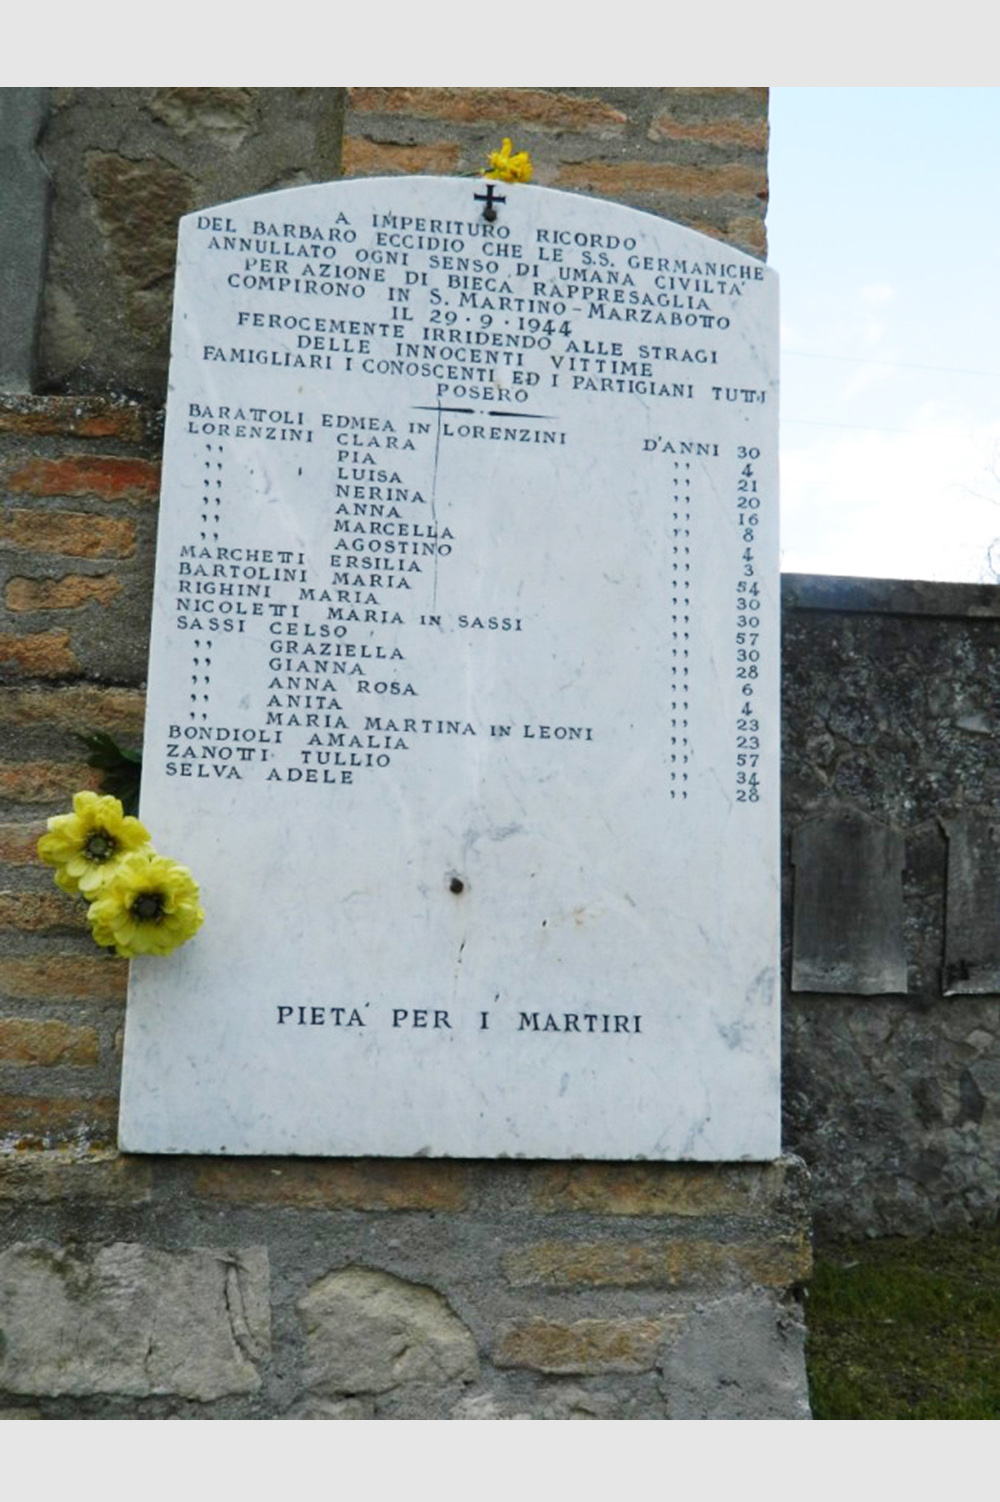 A IMPERITURO RICORDO
DEL BARBARO ECCIDIO CHE LE S.S. GERMANICHE
ANNULLATO OGNI SENSO DI UMANA CIVILTA'
PER AZIONE DI BIECA RAPPRESAGLIA
COMPIRONO IN S. MARTINO-MARZABOTTO
IL 29·9·1944
FEROCEMENTE IRRIDENDO ALLE STRAGI
DELLE INNOCENTI VITTIME
FAMIGLIARI I CONOSCENTI ED I PARTIGIANI TUTTI
POSERO
BARATTOLI EDMEA IN LORENZINI D'ANNI 30
LORENZINI CLARA ,, 4
,, PIA ,, 21
,, LUISA ,, 20
,, NERINA ,, 16
,, ANNA ,, 8
,, MARCELLA ,, 4
,, AGOSTINO ,, 3
MARCHETTI ERSILIA ,, 54
BARTOLINI MARIA ,, 30
RIGHINI MARIA ,, 30
NICOLETTI MARIA IN SASSI ,, 57
SASSI CELSO ,, 30
,, GRAZIELLA ,, 28
,, GIANNA ,, 6
,, ANNA ROSA ,, 4
,, ANITA ,, 23
,, MARIA MARTINA IN LEONI ,, 23
BONDIOLI AMALIA ,, 57
ZANOTTI TULLIO ,, 34
SELVA ADELE ,, 28
PIETA' PER I MARTIRI